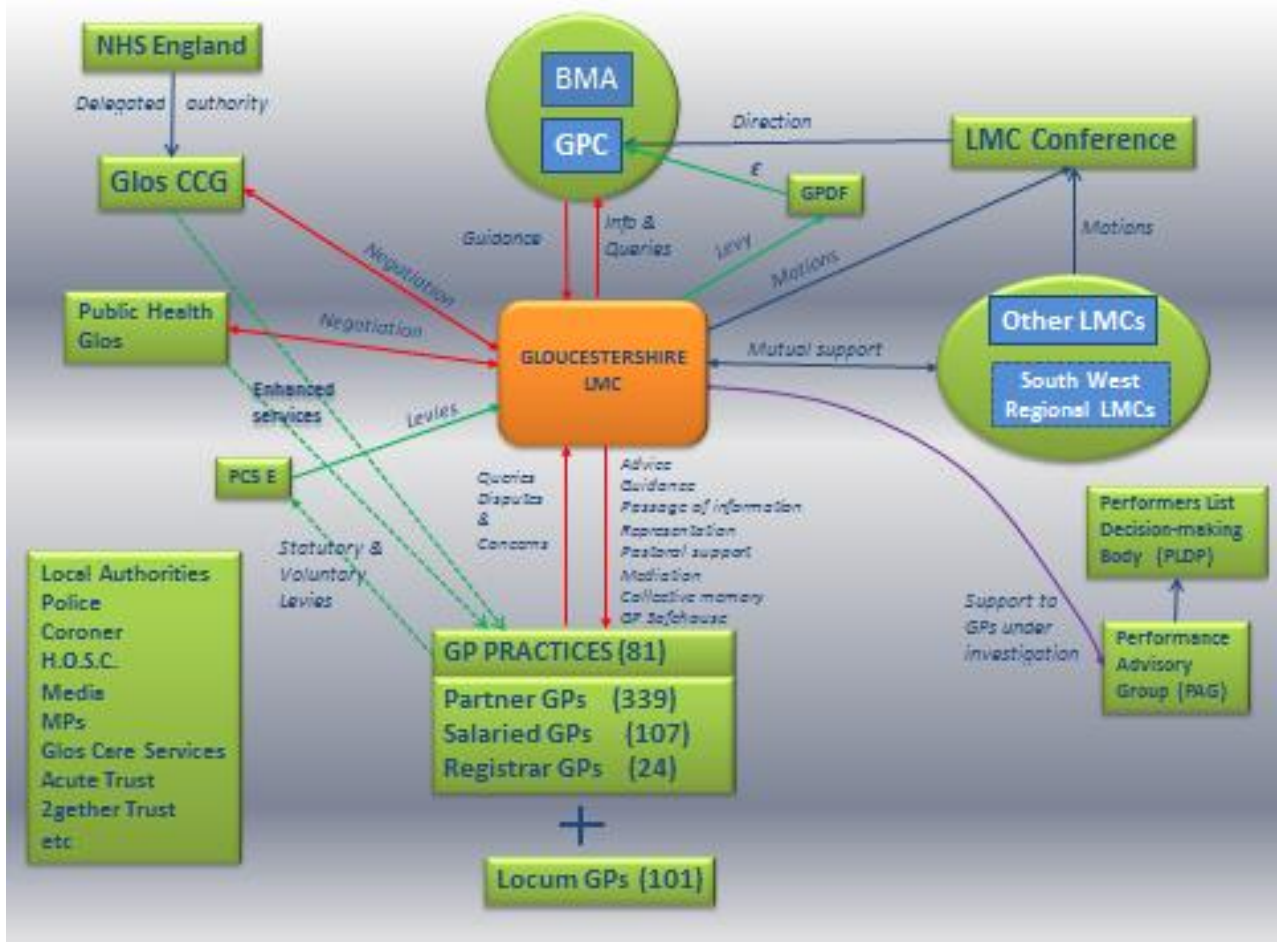 NHS England
Delegated authority
Glos CCG
BMA
GPC
Direction
LMC Conference
£
GPDF
Guidance
Info &
Queries
Levy
Motions
Motions
Negotiation
Public Health
Glos
Negotiation
GLOUCESTERSHIRE
LMC
Mutual support
Other LMCs
South West
Regional LMCs
Enhanced
services
Levies
PCS E
Queries
Disputes
&
Concerns
Advice
Guidance
Passage of information
Representation
Pastoral support
Mediation
Collective memory
GP Safehouse
Performers List
Decision-making
Body (PLDP)
Statutory &
Voluntary
Levies
Support to
GPs under
investigation
Performance
Advisory
Group (PAG)
Local Authorities
Police
Coroner
H.O.S.C.
Media
MPs
Glos Care Services
Acute Trust
2gether Trust
etc
GP PRACTICES (81)
Partner GPs (339)
Salaried GPs (107)
Registrar GPs (24)
+
Locum GPs (101)